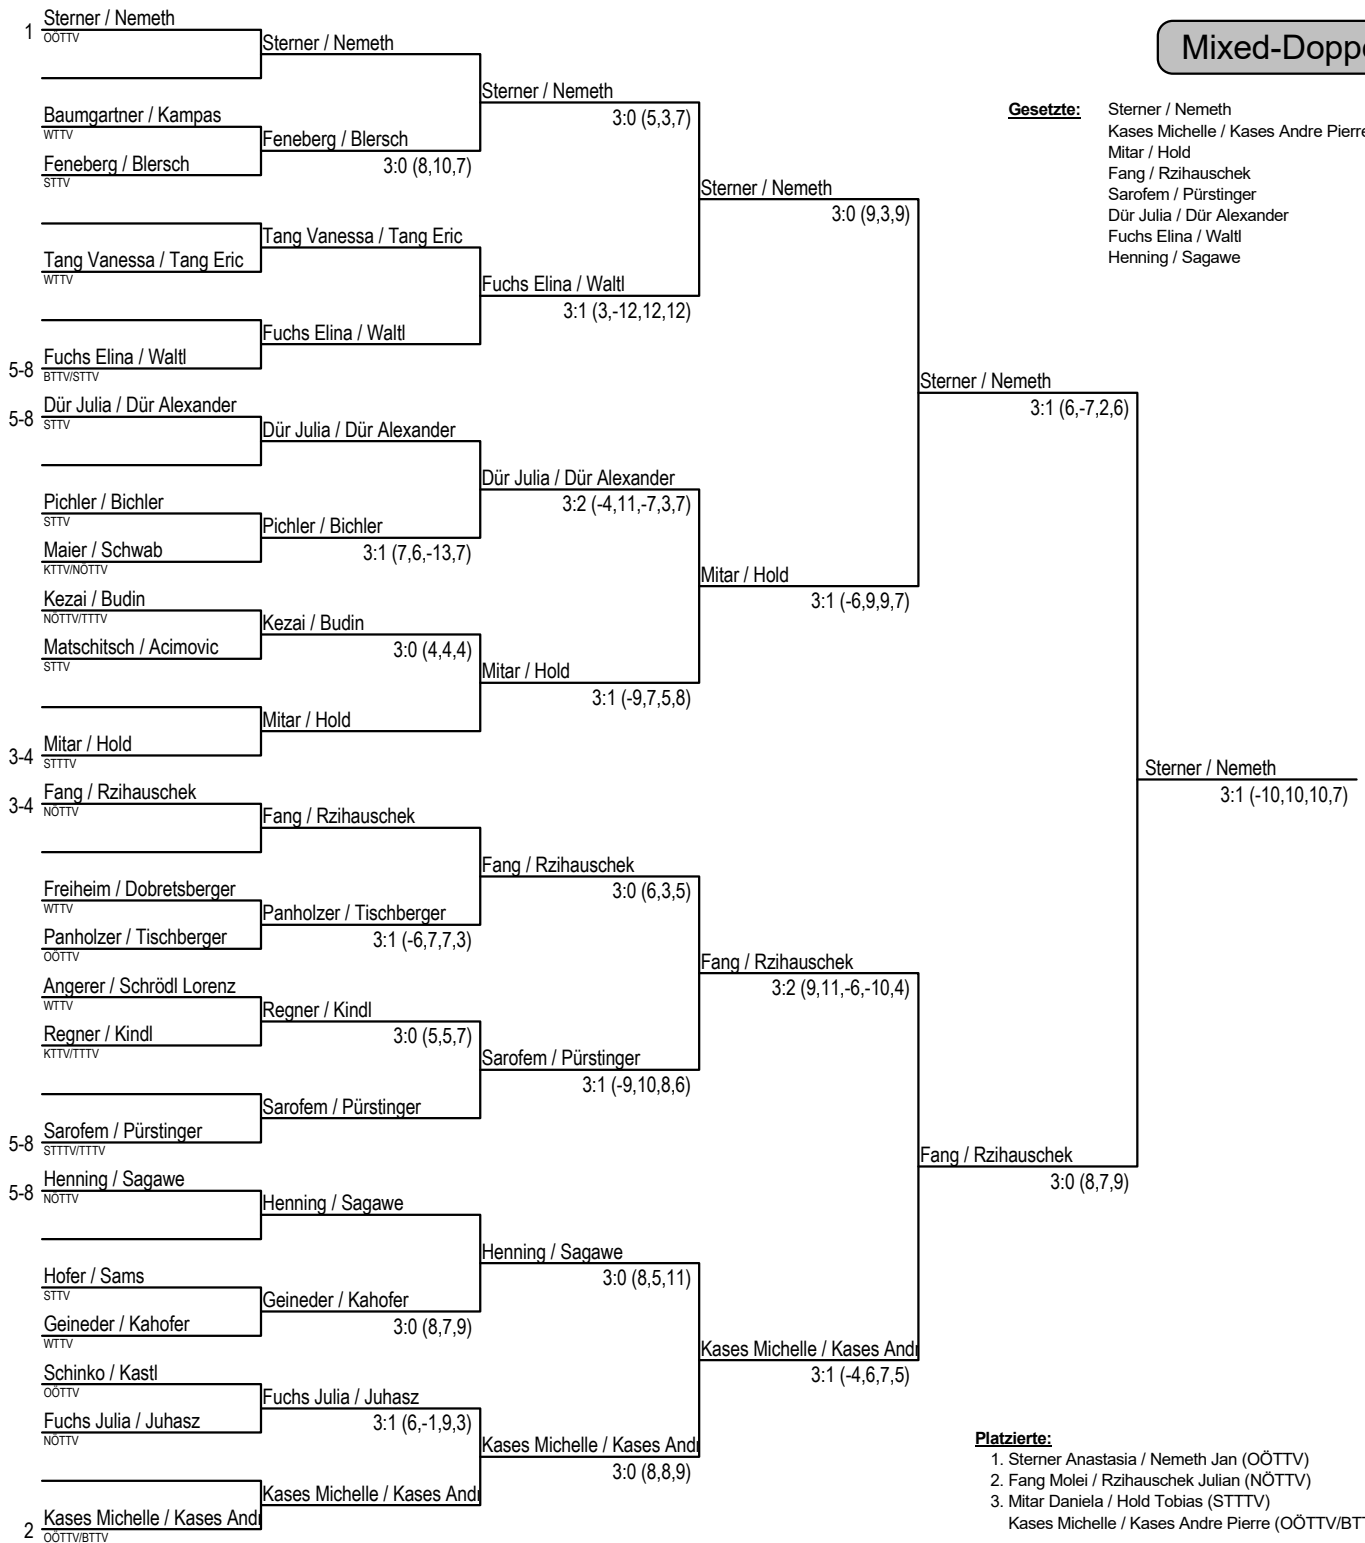 Mixed-Doppe
Gesetzte:
Sterner / Nemeth
Kases Michelle / Kases Andre Pierre
Mitar / Hold
Fang / Rzihauschek
Sarofem / Pürstinger
Dür Julia / Dür Alexander
Fuchs Elina / Waltl
Henning / Sagawe
1 Sterner / Nemeth
OÖTTV
Baumgartner / Kampas
WTTV
Feneberg / Blersch
STTV
Tang Vanessa / Tang Eric
WTTV
5-8 Fuchs Elina / Waltl
BTTV/STTV
5-8 Dür Julia / Dür Alexander
STTV
Pichler / Bichler
STTV
Maier / Schwab
KTTV/NÖTTV
Kezai / Budin
NÖTTV/TTTV
Matschitsch / Acimovic
STTV
3-4 Mitar / Hold
STTTV
3-4 Fang / Rzihauschek
NÖTTV
Freiheim / Dobretsberger
WTTV
Panholzer / Tischberger
OÖTTV
Angerer / Schrödl Lorenz
WTTV
Regner / Kindl
KTTV/TTTV
5-8 Sarofem / Pürstinger
STTTV/TTTV
5-8 Henning / Sagawe
NÖTTV
Hofer / Sams
STTV
Geineder / Kahofer
WTTV
Schinko / Kastl
OÖTTV
Fuchs Julia / Juhasz
NÖTTV
2 Kases Michelle / Kases And
OÖTTV/BTTV
Sterner / Nemeth
Feneberg / Blersch
3:0 (8,10,7)
Tang Vanessa / Tang Eric
Fuchs Elina / Waltl
Dür Julia / Dür Alexander
Pichler / Bichler
3:1 (7,6,-13,7)
Kezai / Budin
3:0 (4,4,4)
Mitar / Hold
Fang / Rzihauschek
Panholzer / Tischberger
3:1 (-6,7,7,3)
Regner / Kindl
3:0 (5,5,7)
Sarofem / Pürstinger
Henning / Sagawe
Geineder / Kahofer
3:0 (8,7,9)
Fuchs Julia / Juhasz
3:1 (6,-1,9,3)
Kases Michelle / Kases And
Sterner / Nemeth
3:0 (5,3,7)
Fuchs Elina / Waltl
3:1 (3,-12,12,12)
Dür Julia / Dür Alexander
3:2 (-4,11,-7,3,7)
Mitar / Hold
3:1 (-9,7,5,8)
Fang / Rzihauschek
3:0 (6,3,5)
Sarofem / Pürstinger
3:1 (-9,10,8,6)
Henning / Sagawe
3:0 (8,5,11)
Kases Michelle / Kases And
3:0 (8,8,9)
Sterner / Nemeth
3:0 (9,3,9)
Mitar / Hold
3:1 (-6,9,9,7)
Fang / Rzihauschek
3:2 (9,11,-6,-10,4)
Kases Michelle / Kases And
3:1 (-4,6,7,5)
Sterner / Nemeth
3:1 (6,-7,2,6)
Fang / Rzihauschek
3:0 (8,7,9)
Sterner / Nemeth
3:1 (-10,10,10,7)
Platzierte:
1. Sterner Anastasia / Nemeth Jan (OÖTTV)
2. Fang Molei / Rzihauschek Julian (NÖTTV)
3. Mitar Daniela / Hold Tobias (STTTV)
Kases Michelle / Kases Andre Pierre (OÖTTV/BT